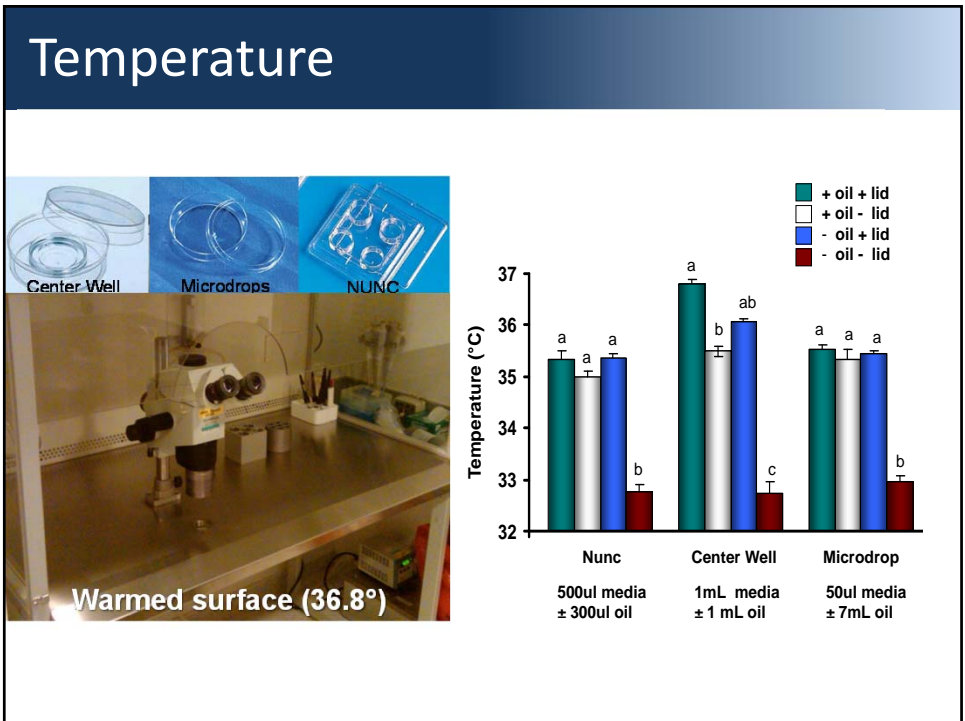 Temperature
Center Well
Microdrops
NUNC
Warmed surface (36.8°)
+ oil + lid
+ oil - lid
- oil + lid
- oil - lid
Temperature (°C)
37
36
35
34
33
32
a
a
a
b
a
b
ab
c
a
a
a
b
Nunc
Center Well
Microdrop
500ul media
± 300ul oil
1mL media
± 1 mL oil
50ul media
± 7mL oil